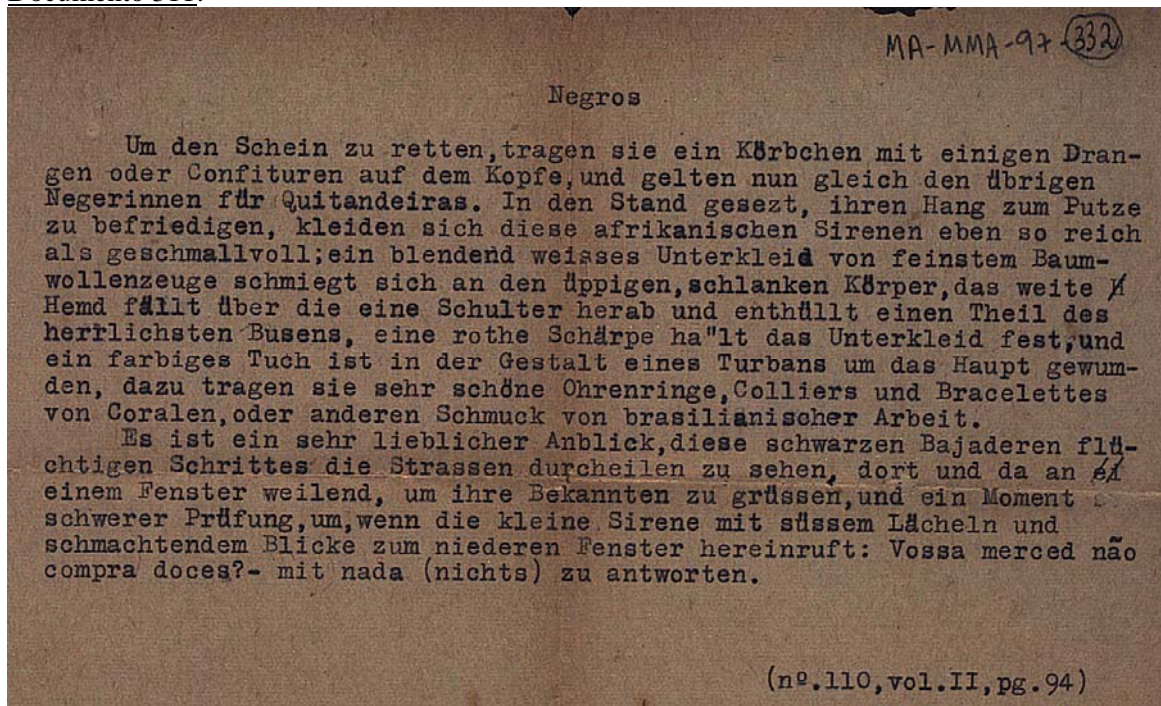 MA-MMA-97-332
Negros
Um den Schein zu retten,tragen sie ein Körbchen mit einigen Dran-
gen oder Confituren auf dem Kopfe,und gelten nun gleich den übrigen
Negerinnen für Quitandeiras. In den Stand gesezt, ihren Hang zum Putze
zu befriedigen, kleiden sich diese afrikanischen Sirenen eben so reich
als geschmallvoll;ein blendend weisses Unterkleid von feinstem Baum-
wollenzeuge schmiegt sich an den üppigen,schlanken Körper,das weite
Hemd fällt über die eine Schulter herab und enthüllt einen Theil des
herrlichsten Busens, eine rothe Schärpe ha"lt das Unterkleid fest,und
ein farbiges Tuch ist in der Gestalt eines Turbans um das Haupt gewum-
den, dazu tragen sie sehr schöne Ohrenringe,Colliers und Bracelettes
von Coralen,oder anderen Schmuck von brasilianischer Arbeit.
Es ist ein sehr lieblicher Anblick,diese schwarzen Bajaderen flü-
chtigen Schrittes die Strassen durcheilen zu sehen, dort und da an
einem Fenster weilend, um ihre Bekannten zu grüssen,und ein Moment
schwerer Prüfung,um,wenn die kleine Sirene mit süssem Lächeln und
schmachtendem Blicke zum niederen Fenster hereinruft: Vossa merced não
compra doces?- mit nada (nichts) zu antworten.
(nº.110,vol.II,pg.94)